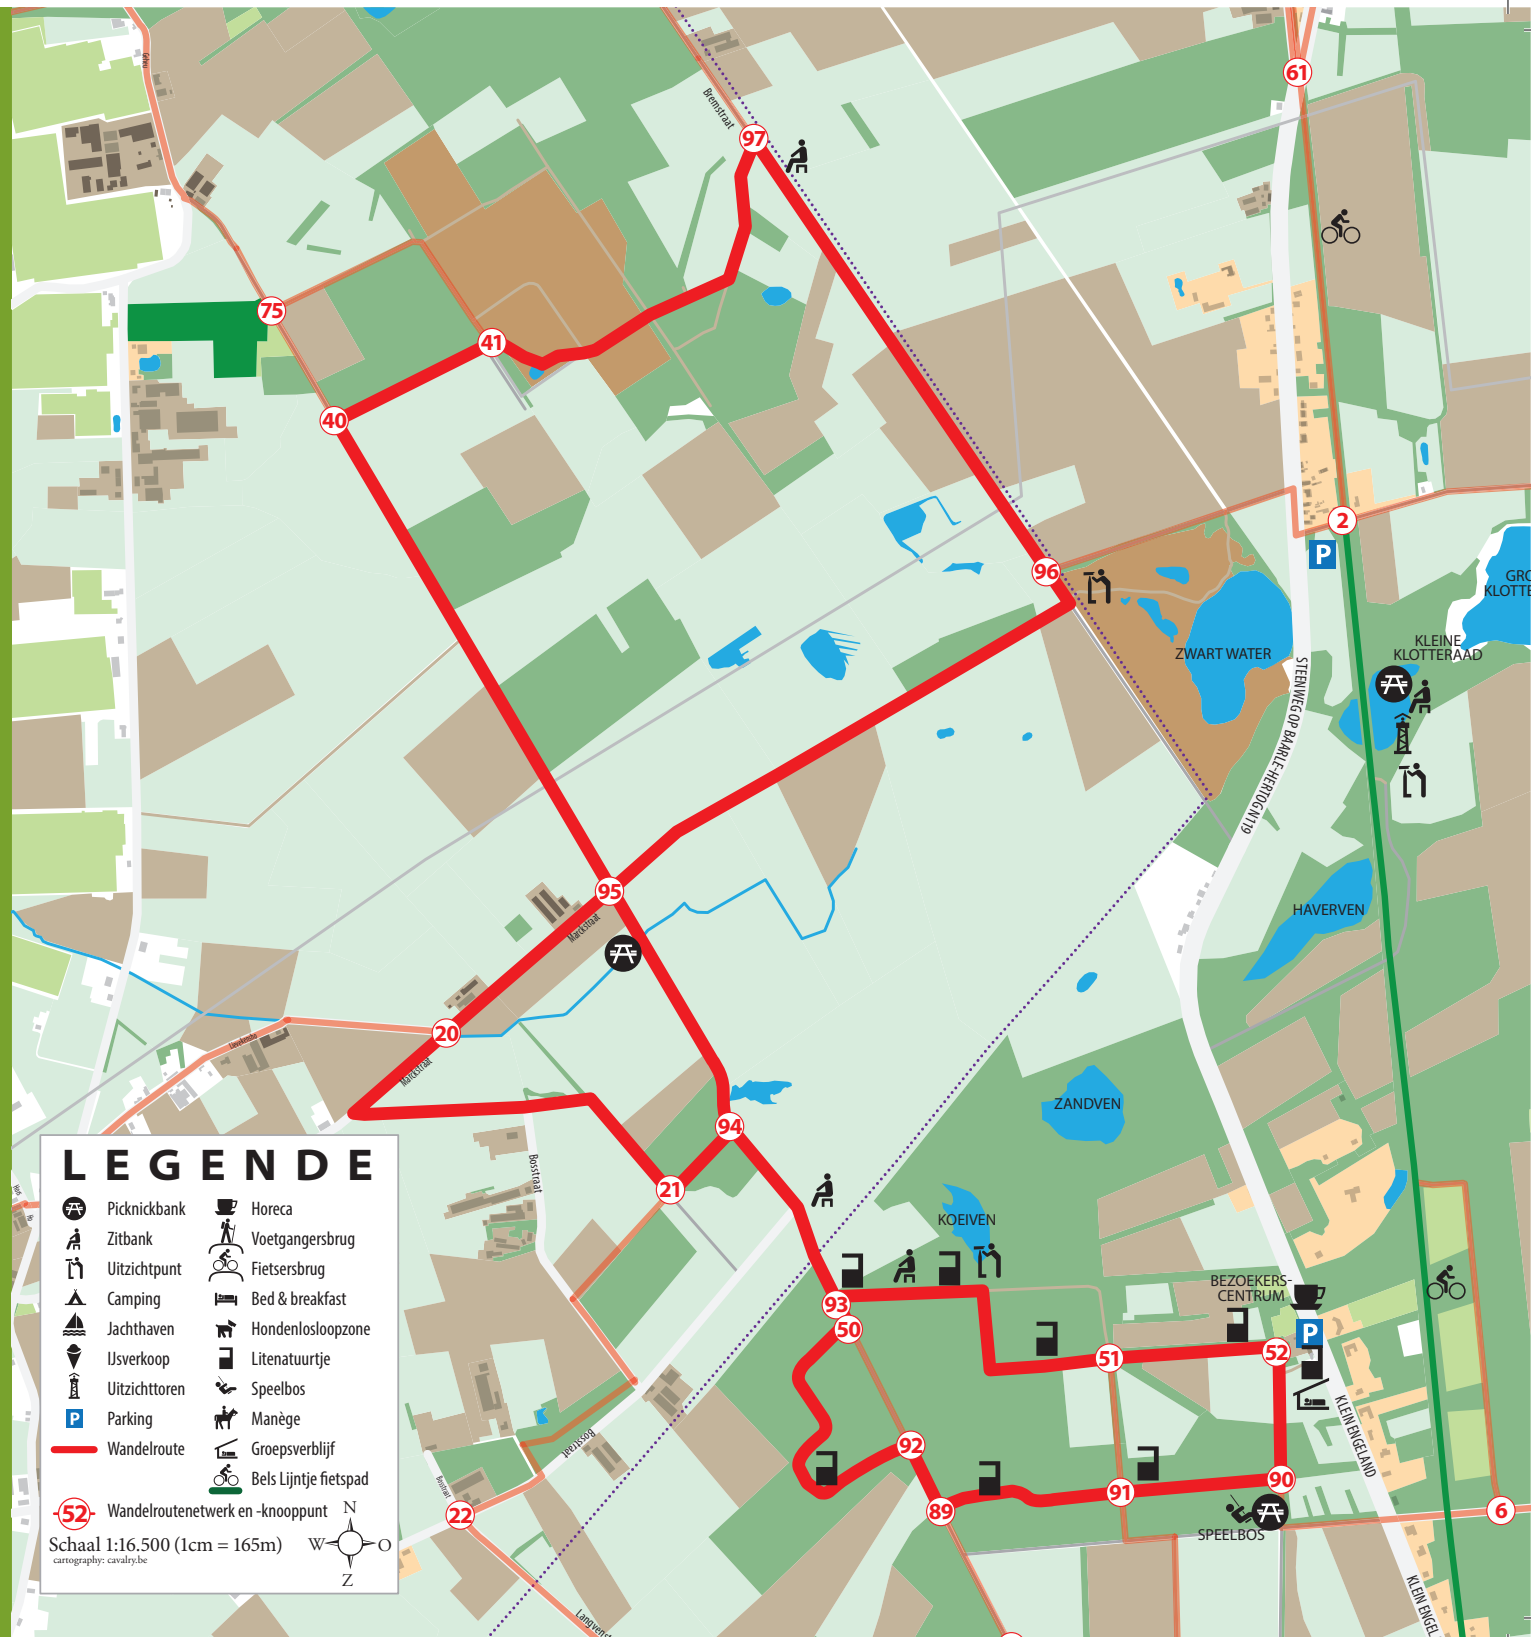 61
Bremstraat
97
75
41
40
2
P
96
GRO
KLOTTE
KLEINE
KLOTTERAAD
ZWART WATER
STEENWEG OP BAARLE-HERTOG N119
95
Marckstraat
HAVERVEN
20
Marckstraat
ZANDVEN
94
21
Bosstraat
KOEIVEN
BEZOEKERS-
CENTRUM
93
50
P
51
52
KLEIN ENGELAND
92
Bosstraat
91
90
89
SPEELBOS
6
22
Bosstraat
KLEIN ENGEL
Langvenst
LEGENDE
Picknickbank
Zitbank
Uitzichtpunt
Camping
Jachthaven
IJsverkoop
Uitzichttoren
P Parking
Wandelroute
Horeca
Voetgangersbrug
Fietsersbrug
Bed & breakfast
Hondenlosloopzone
Litenatuurtje
Speelbos
Manège
Groepsverblijf
Bels Lijntje fietspad
52 Wandelroutenetwerk en -knooppunt
Schaal 1:16.500 (1cm = 165m)
cartography: cavalry.be
N
W O
Z